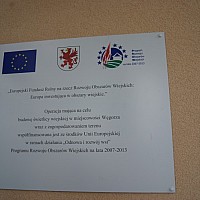 „Europejski Fundusz Rolny na rzecz Rozwoju Obszarów Wiejskich:
Europa inwestująca w obszary wiejskie."
Operacja mająca na celu
budowę świetlicy wiejskiej w miejscowości Węgorza
wraz z zagospodarowaniem terenu
współfinansowana jest ze środków Unii Europejskiej
w ramach działania „Odnowa i rozwój wsi"
Programu Rozwoju Obszarów Wiejskich na lata 2007-2013